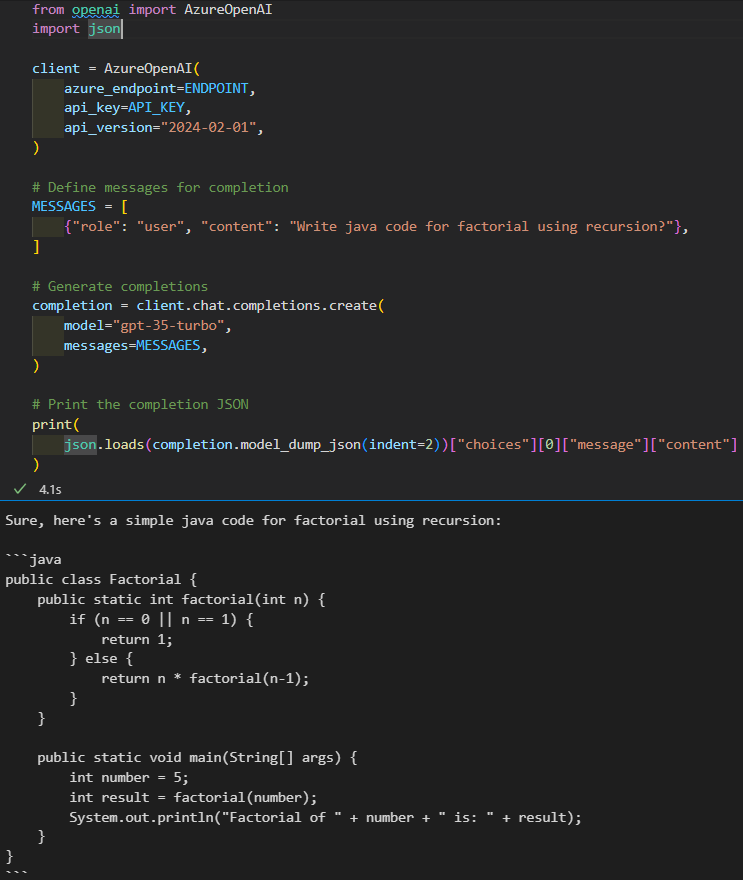 from openai import AzureOpenAI
import json

client = AzureOpenAI(
    azure_endpoint=ENDPOINT,
    api_key=API_KEY,
    api_version="2024-02-01",
)

# Define messages for completion
MESSAGES = [
    {"role": "user", "content": "Write java code for factorial using recursion?"},
]

# Generate completions
completion = client.chat.completions.create(
    model="gpt-35-turbo",
    messages=MESSAGES,
)

# Print the completion JSON
print(
    json.loads(completion.model_dump_json(indent=2))["choices"][0]["message"]["content"]
)
✓ 4.1s
Sure, here's a simple java code for factorial using recursion:

```java
public class Factorial {
    public static int factorial(int n) {
        if (n == 0 || n == 1) {
            return 1;
        } else {
            return n * factorial(n-1);
        }
    }

    public static void main(String[] args) {
        int number = 5;
        int result = factorial(number);
        System.out.println("Factorial of " + number + " is: " + result);
    }
}
```